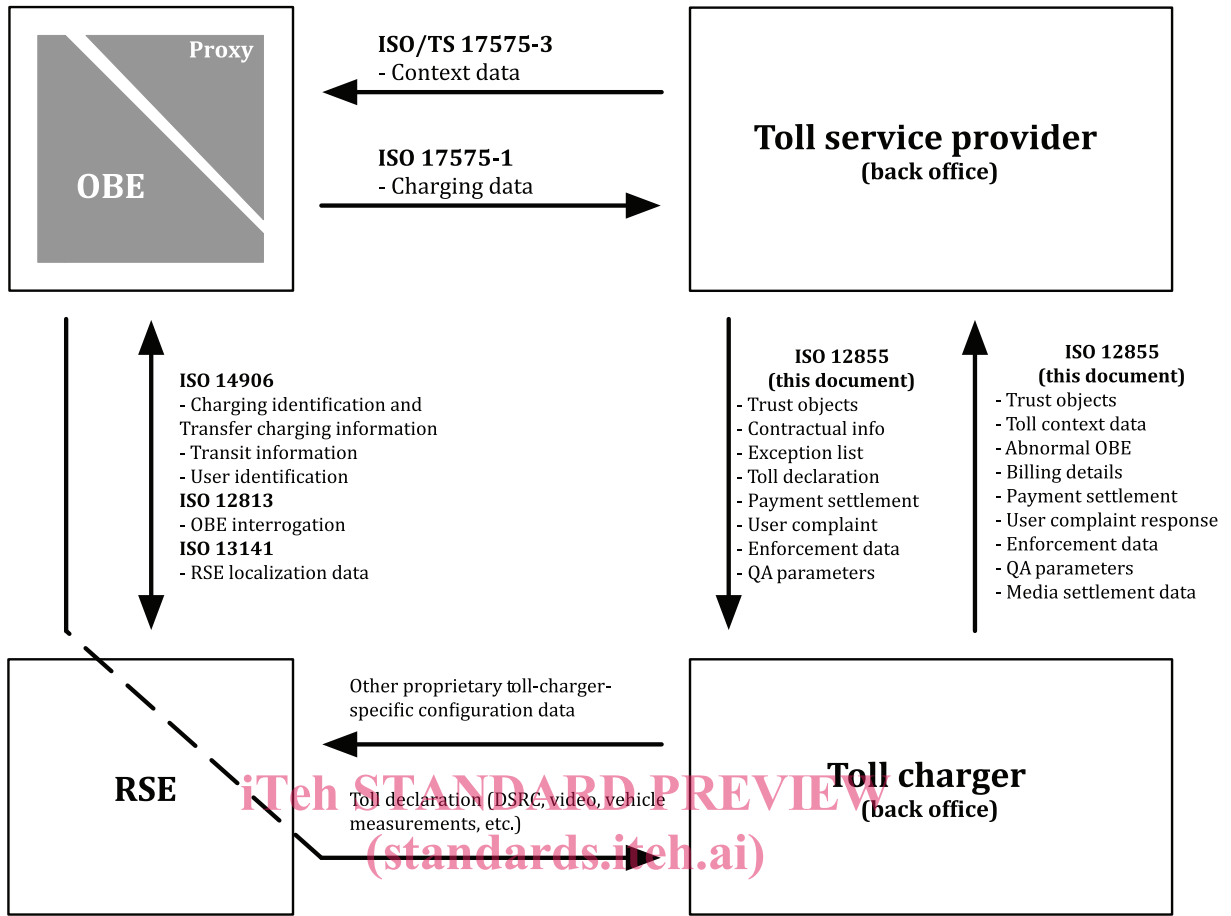 Proxy
OBE
ISO/TS 17575-3
- Context data
ISO 17575-1
- Charging data
Toll service provider
(back office)
ISO 14906
- Charging identification and
Transfer charging information
- Transit information
- User identification
ISO 12813
- OBE interrogation
ISO 13141
- RSE localization data
ISO 12855
(this document)
- Trust objects
- Contractual info
- Exception list
- Toll declaration
- Payment settlement
- User complaint
- Enforcement data
- QA parameters
ISO 12855
(this document)
- Trust objects
- Toll context data
- Abnormal OBE
- Billing details
- Payment settlement
- User complaint response
- Enforcement data
- QA parameters
- Media settlement data
RSE
Other proprietary toll-charger-
specific configuration data
Toll declaration (DSRC, video, vehicle
measurements, etc.)
Toll charger
(back office)
iTeh STANDARD PREVIEW
(standards.iteh.ai)